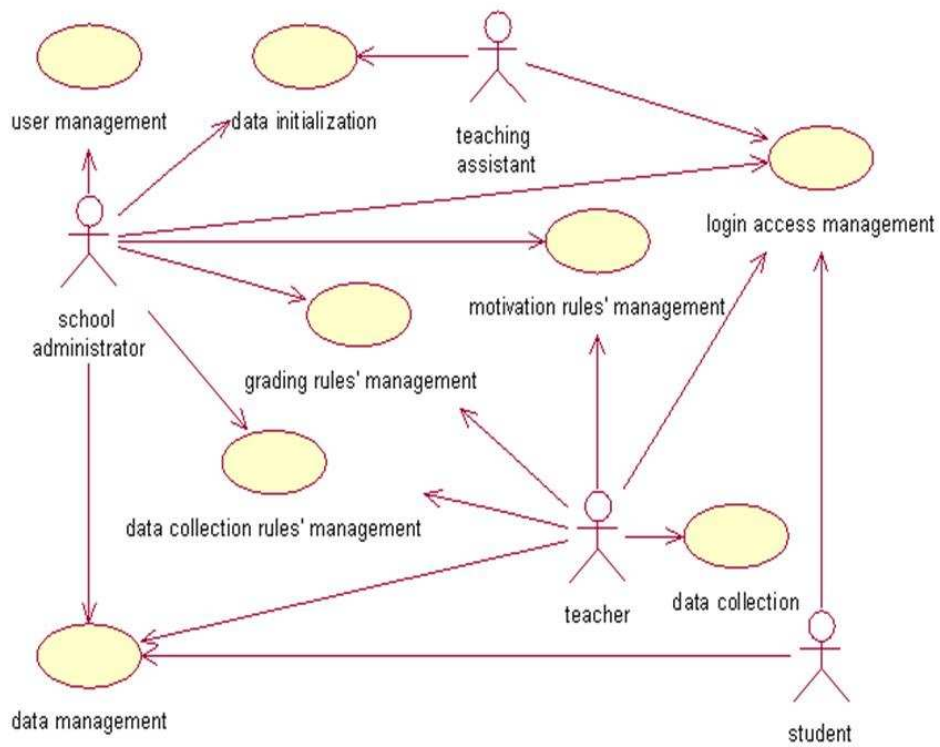 user management
data initialization
teaching
assistant
login access management
school
administrator
motivation rules' management
grading rules' management
data collection rules' management
teacher
data collection
data management
student